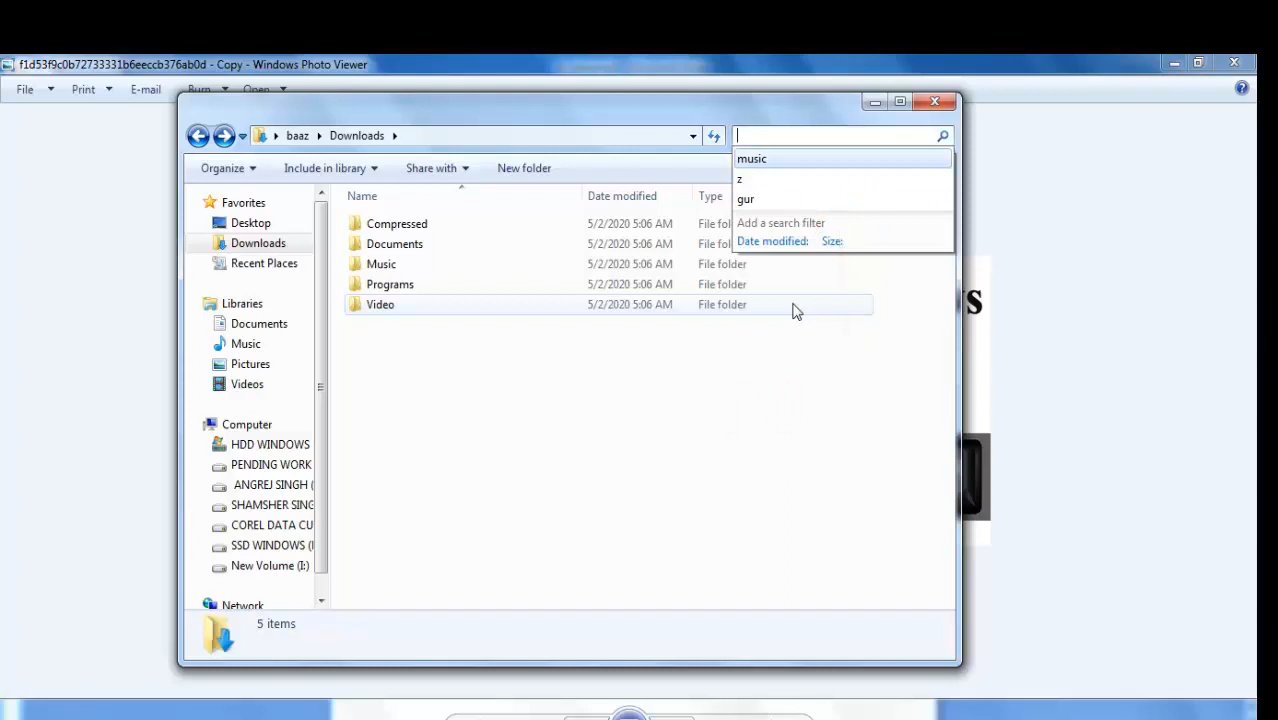 f1d53f9c0b72733331b6eeccb376ab0d - Copy - Windows Photo Viewer
File Print E-mail Burn Open
baaz Downloads
Organize Include in library Share with New folder
music
z
gur
Add a search filter
Date modified: Size:
Name Date modified Type
Compressed 5/2/2020 5:06 AM File fol
Documents 5/2/2020 5:06 AM File fol
Music 5/2/2020 5:06 AM File folder
Programs 5/2/2020 5:06 AM File folder
Video 5/2/2020 5:06 AM File folder
Favorites
Desktop
Downloads
Recent Places
Libraries
Documents
Music
Pictures
Videos
Computer
HDD WINDOWS
PENDING WORK
ANGREJ SINGH (
SHAMSHER SING
COREL DATA CU
SSD WINDOWS (
New Volume (I:)
Network
5 items